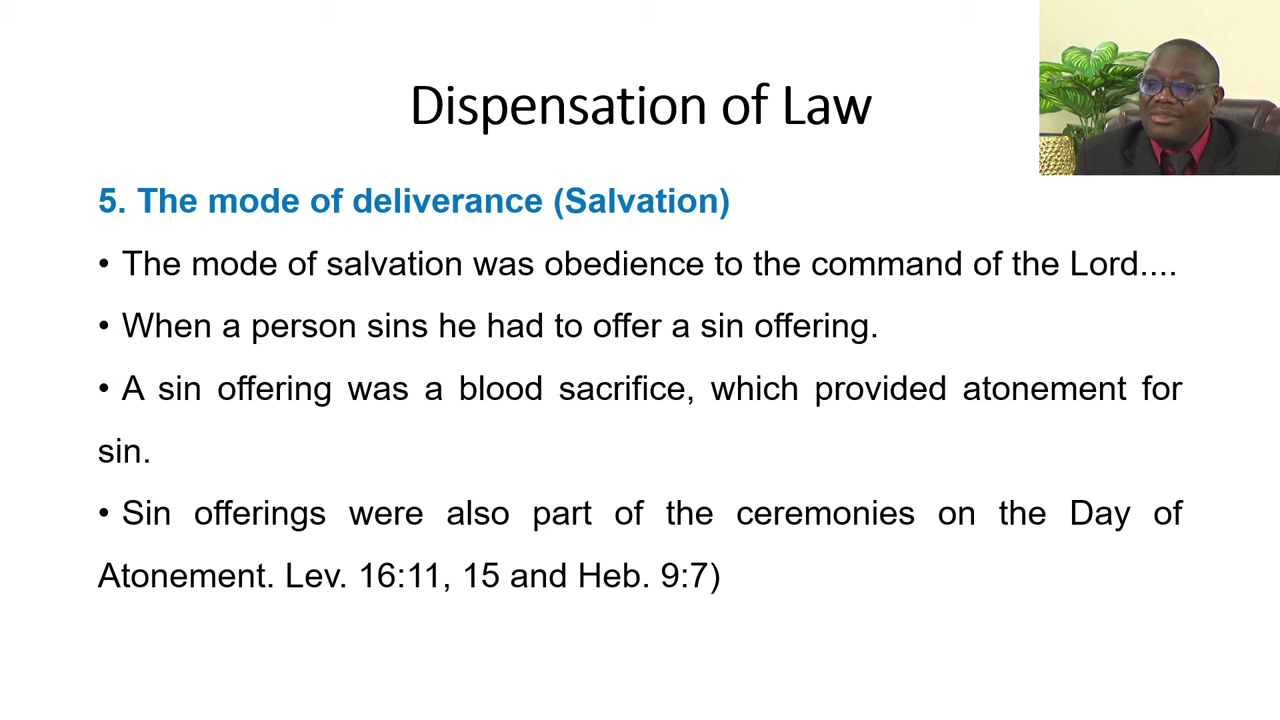 Dispensation of Law
5. The mode of deliverance (Salvation)
• The mode of salvation was obedience to the command of the Lord....
• When a person sins he had to offer a sin offering.
• A sin offering was a blood sacrifice, which provided atonement for
sin.
• Sin offerings were also part of the ceremonies on the Day of
Atonement. Lev. 16:11, 15 and Heb. 9:7)